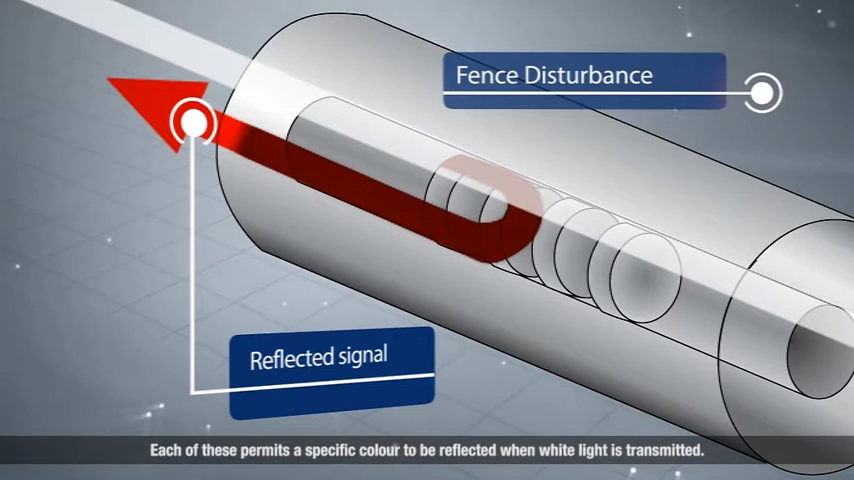 Fence Disturbance
Reflected signal
Each of these permits a specific colour to be reflected when white light is transmitted.